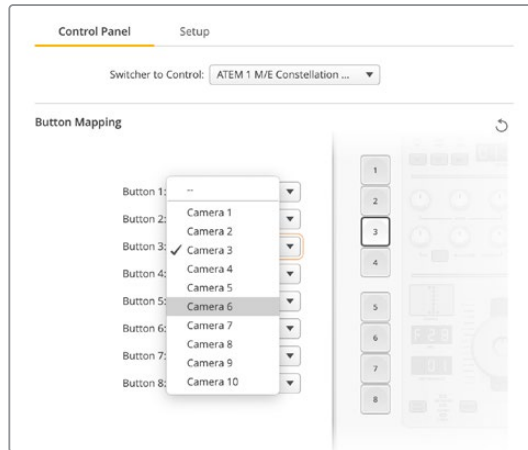 Control Panel Setup
Switcher to Control: ATEM 1 M/E Constellation ...
Button Mapping
Button 1:
Button 2:
Button 3:
Button 4:
Button 5:
Button 6:
Button 7:
Button 8:
--
Camera 1
Camera 2
Camera 3
Camera 4
Camera 5
Camera 6
Camera 7
Camera 8
Camera 9
Camera 10
1
2
3
4
5
6
7
8